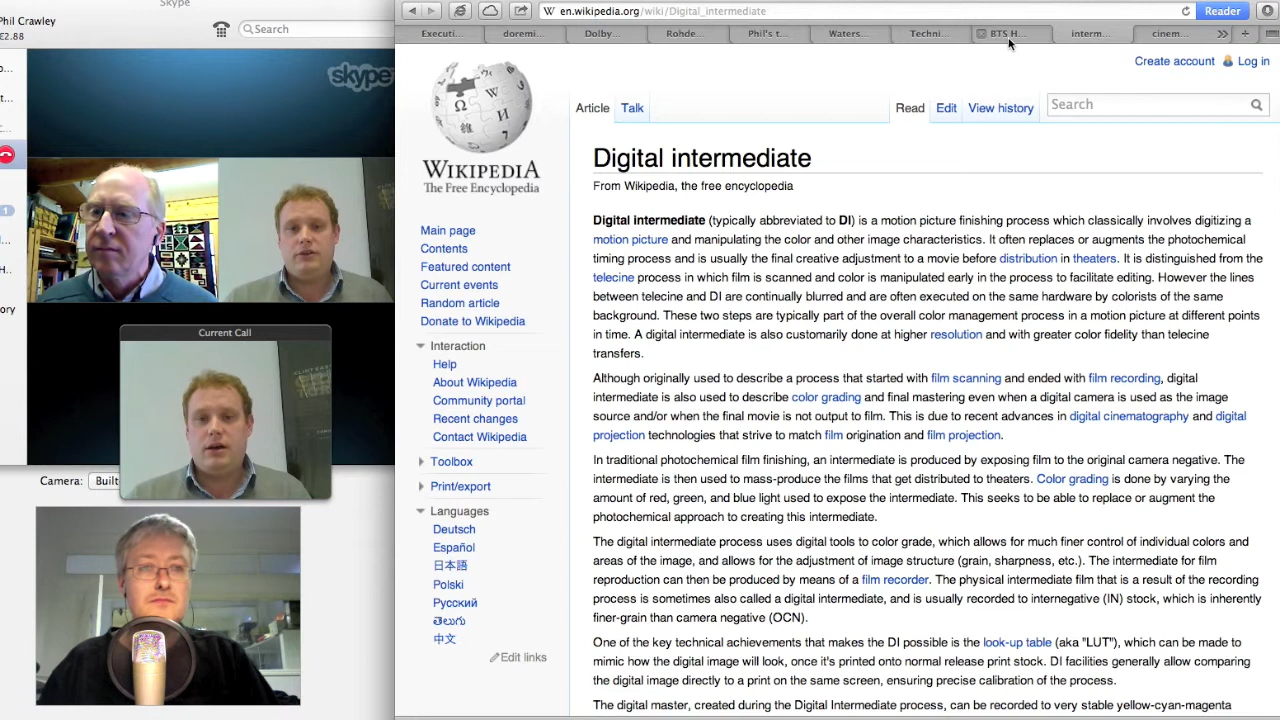 Skype
Phil Crawley
£2.88
Search
skype
Current Call
Camera:
Built
en.wikipedia.org/wiki/Digital_intermediate
Reader
Executi...
doremi...
Dolby...
Rohde...
Phil's t...
Waters...
Techni...
BTS H...
interm...
cinem...
Create account
Log in
WIKIPEDIA
The Free Encyclopedia
Article
Talk
Read
Edit
View history
Search
Main page
Contents
Featured content
Current events
Random article
Donate to Wikipedia
Interaction
Help
About Wikipedia
Community portal
Recent changes
Contact Wikipedia
Toolbox
Print/export
Languages
Deutsch
Español
日本語
Polski
Русский
తెలుగు
中文
Edit links
Digital intermediate
From Wikipedia, the free encyclopedia
Digital intermediate (typically abbreviated to DI) is a motion picture finishing process which classically involves digitizing a
motion picture and manipulating the color and other image characteristics. It often replaces or augments the photochemical
timing process and is usually the final creative adjustment to a movie before distribution in theaters. It is distinguished from the
telecine process in which film is scanned and color is manipulated early in the process to facilitate editing. However the lines
between telecine and DI are continually blurred and are often executed on the same hardware by colorists of the same
background. These two steps are typically part of the overall color management process in a motion picture at different points
in time. A digital intermediate is also customarily done at higher resolution and with greater color fidelity than telecine
transfers.
Although originally used to describe a process that started with film scanning and ended with film recording, digital
intermediate is also used to describe color grading and final mastering even when a digital camera is used as the image
source and/or when the final movie is not output to film. This is due to recent advances in digital cinematography and digital
projection technologies that strive to match film origination and film projection.
In traditional photochemical film finishing, an intermediate is produced by exposing film to the original camera negative. The
intermediate is then used to mass-produce the films that get distributed to theaters. Color grading is done by varying the
amount of red, green, and blue light used to expose the intermediate. This seeks to be able to replace or augment the
photochemical approach to creating this intermediate.
The digital intermediate process uses digital tools to color grade, which allows for much finer control of individual colors and
areas of the image, and allows for the adjustment of image structure (grain, sharpness, etc.). The intermediate for film
reproduction can then be produced by means of a film recorder. The physical intermediate film that is a result of the recording
process is sometimes also called a digital intermediate, and is usually recorded to internegative (IN) stock, which is inherently
finer-grain than camera negative (OCN).
One of the key technical achievements that makes the DI possible is the look-up table (aka "LUT"), which can be made to
mimic how the digital image will look, once it's printed onto normal release print stock. DI facilities generally allow comparing
the digital image directly to a print on the same screen, ensuring precise calibration of the process.
The digital master, created during the Digital Intermediate process, can be recorded to very stable yellow-cyan-magenta